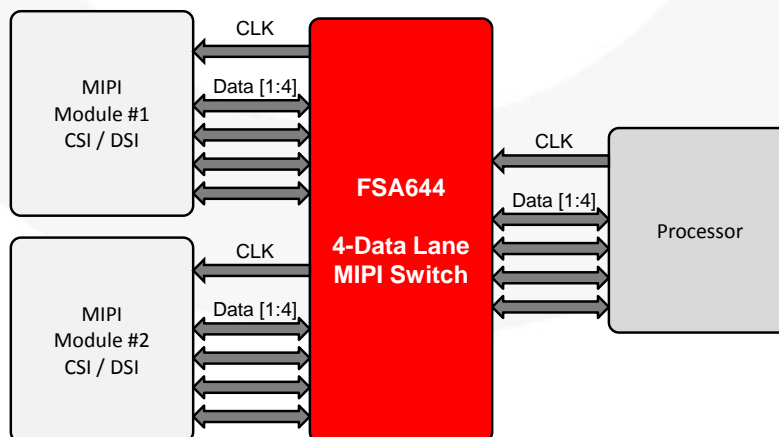 CLK
MIPI
Module #1
CSI / DSI
Data [1:4]
FSA644
4-Data Lane
MIPI Switch
CLK
Data [1:4]
Processor
CLK
MIPI
Module #2
CSI / DSI
Data [1:4]